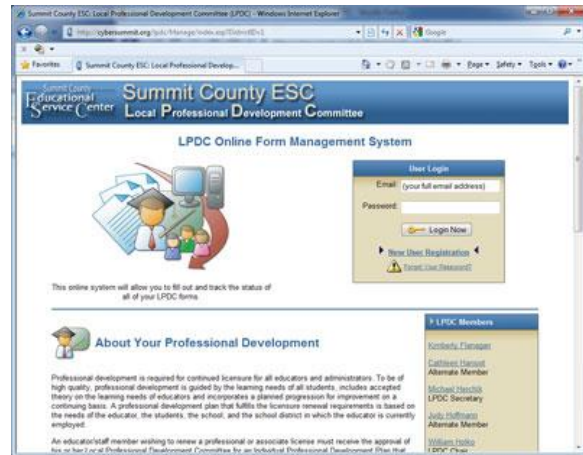 Summit County ESC: Local Professional Development Committee (LPDC) - Windows Internet Explorer
Google
Favorites
Summit County ESC: Local Professional Develop...
Page
Safety
Tools
Summit County
Educational
Service Center
Summit County ESC
Local Professional Development Committee
LPDC Online Form Management System
User Login
Email: (your full email address)
Password:
Login Now
New User Registration
Forgot Your Password?
This online system will allow you to fill out and track the status of
all of your LPDC forms
About Your Professional Development
Professional development is required for continued licensure for all educators and administrators. To be of
high quality, professional development is guided by the learning needs of all students, includes accepted
theory on the learning needs of educators and incorporates a planned progression for improvement on a
continuing basis. A professional development plan that fulfills the licensure renewal requirements is based on
the needs of the educator, the students, the school, and the school district in which the educator is currently
employed.
An educator/staff member wishing to renew a professional or associate license must receive the approval of
his or her Local Professional Development Committee for an Individual Professional Development Plan that
LPDC Members
Kimberly Flanagan
Cathleen
Alternate Member
Michael
LPDC Secretary
Judy Hoffmann
Alternate Member
William
LPDC Chair